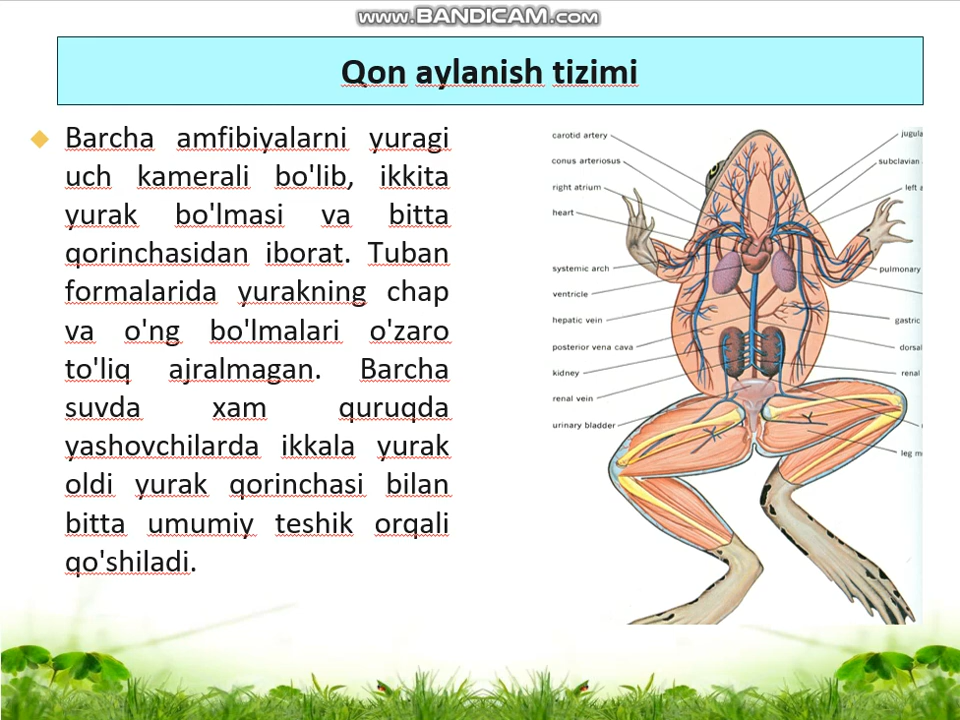 www.BANDICAM.com
Qon aylanish tizimi
Barcha amfibiyalarni yuragi
uch kamerali bo'lib, ikkita
yurak bo'lmasi va bitta
qorinchasidan iborat. Tuban
formalarida yurakning chap
va o'ng bo'lmalari o'zaro
to'liq ajralmagan. Barcha
suvda xam quruqda
yashovchilarda ikkala yurak
oldi yurak qorinchasi bilan
bitta umumiy teshik orqali
qo'shiladi.
carotid artery
conus arteriosus
right atrium
heart
systemic arch
ventricle
hepatic vein
posterior vena cava
kidney
renal vein
urinary bladder
jugula
subclavian
left a
pulmonary
gastric
dorsal
renal
leg m